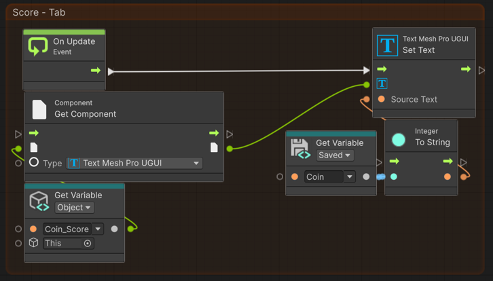 Score - Tab
On Update
Event
Text Mesh Pro UGUI
Set Text
T
T
Source Text
Component
Get Component
Type
T
Text Mesh Pro UGUI
Get Variable
Saved
Coin
Integer
To String
Get Variable
Object
Coin_Score
This